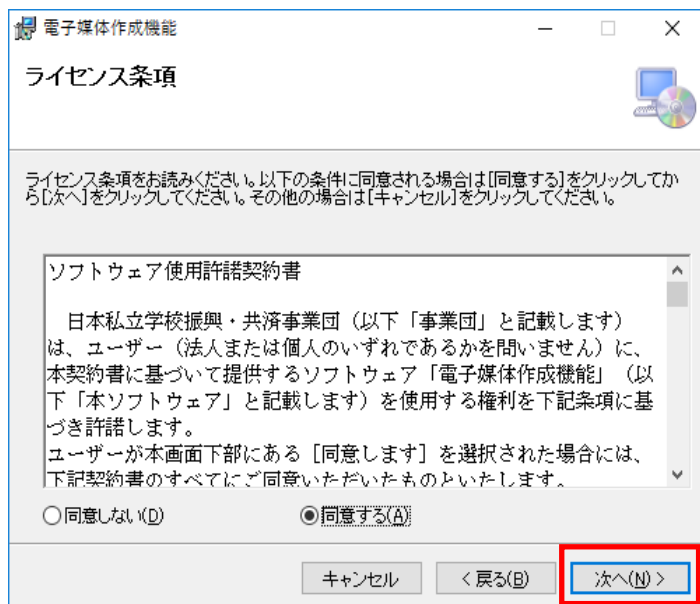 電子媒体作成機能
ライセンス条項
ライセンス条項をお読みください。以下の条件に同意される場合は[同意する]をクリックしてか
ら[次へ]をクリックしてください。その他の場合は[キャンセル]をクリックしてください。
ソフトウェア使用許諾契約書
日本私立学校振興・共済事業団（以下「事業団」と記載します）
は、ユーザー（法人または個人のいずれであるかを問いません）に、
本契約書に基づいて提供するソフトウェア「電子媒体作成機能」（以
下「本ソフトウェア」と記載します）を使用する権利を下記条項に基
づき許諾します。
ユーザーが本画面下部にある［同意します］を選択された場合には、
下記契約書のすべてにご同意いただいたものといたします。
同意しない(D) 同意する(A)
キャンセル < 戻る(B) 次へ(N) >